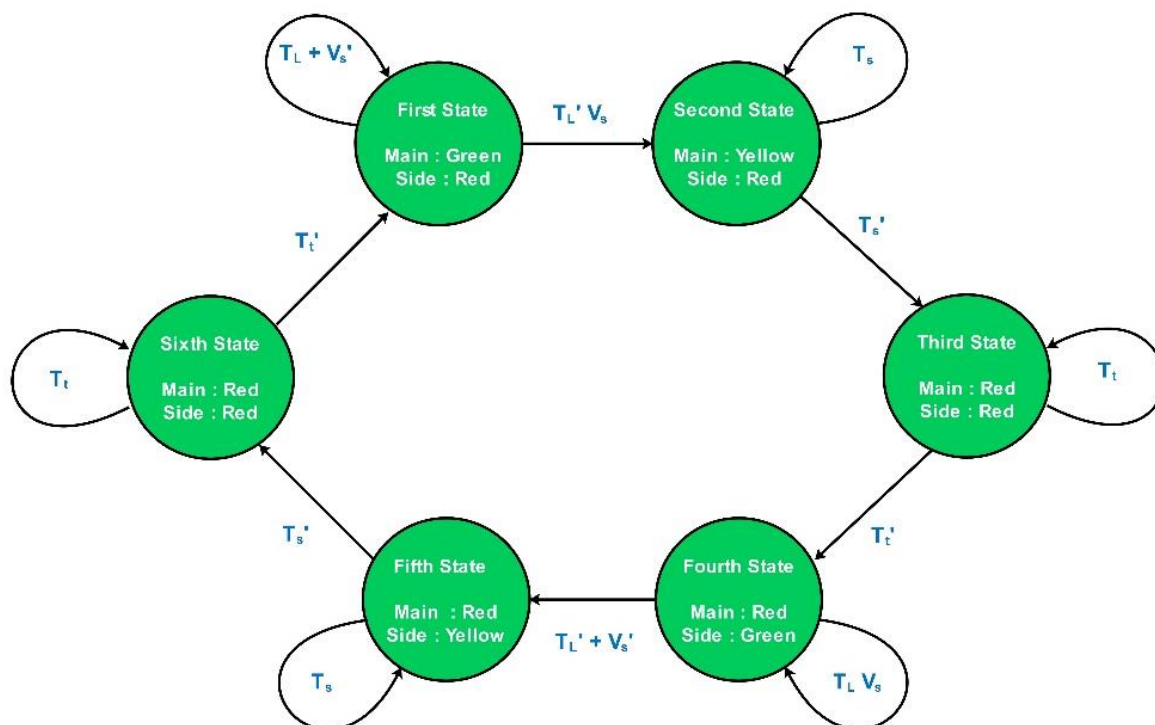 T_L + V_s'
First State
Main : Green
Side : Red
T_L' V_s
Second State
Main : Yellow
Side : Red
T_s
T_s'
Third State
Main : Red
Side : Red
T_t
T_t'
Fourth State
Main : Red
Side : Green
T_L V_s
T_L' + V_s'
Fifth State
Main : Red
Side : Yellow
T_s
T_s'
Sixth State
Main : Red
Side : Red
T_t
T_t'